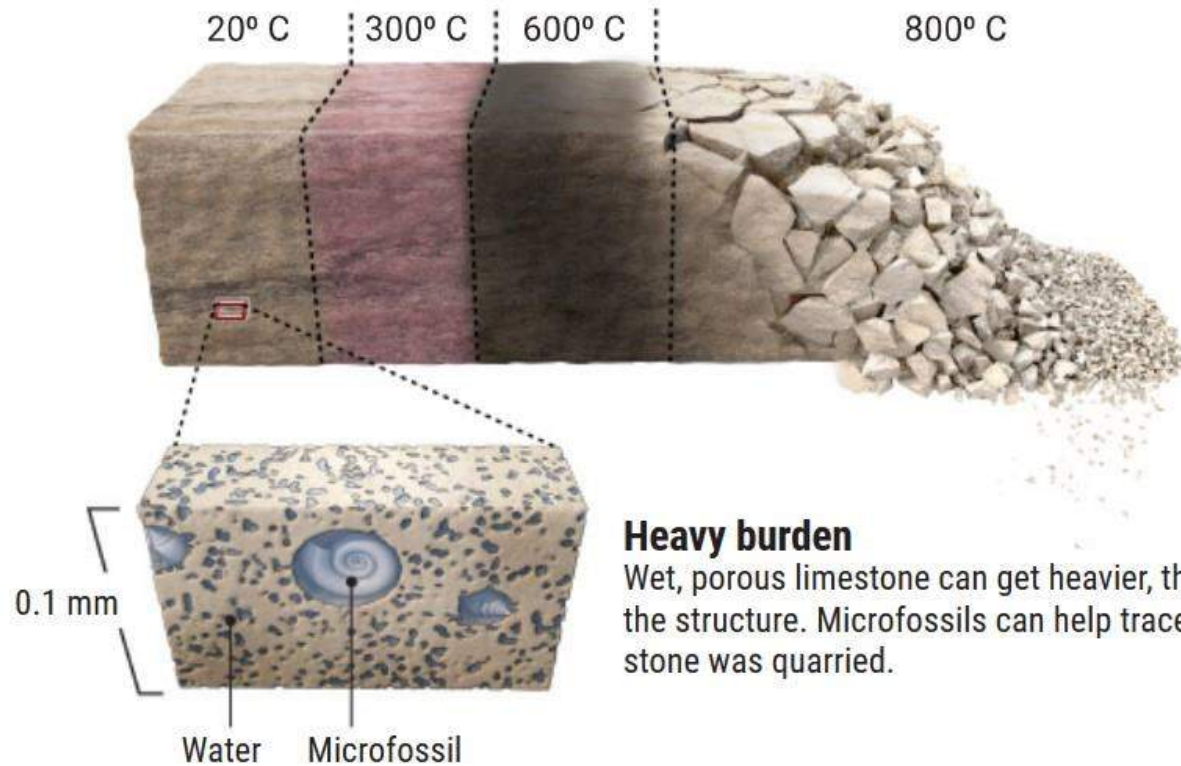 20º C 300º C 600º C 800º C
0.1 mm
Water Microfossil
Heavy burden
Wet, porous limestone can get heavier,
the structure. Microfossils can help trace
stone was quarried.